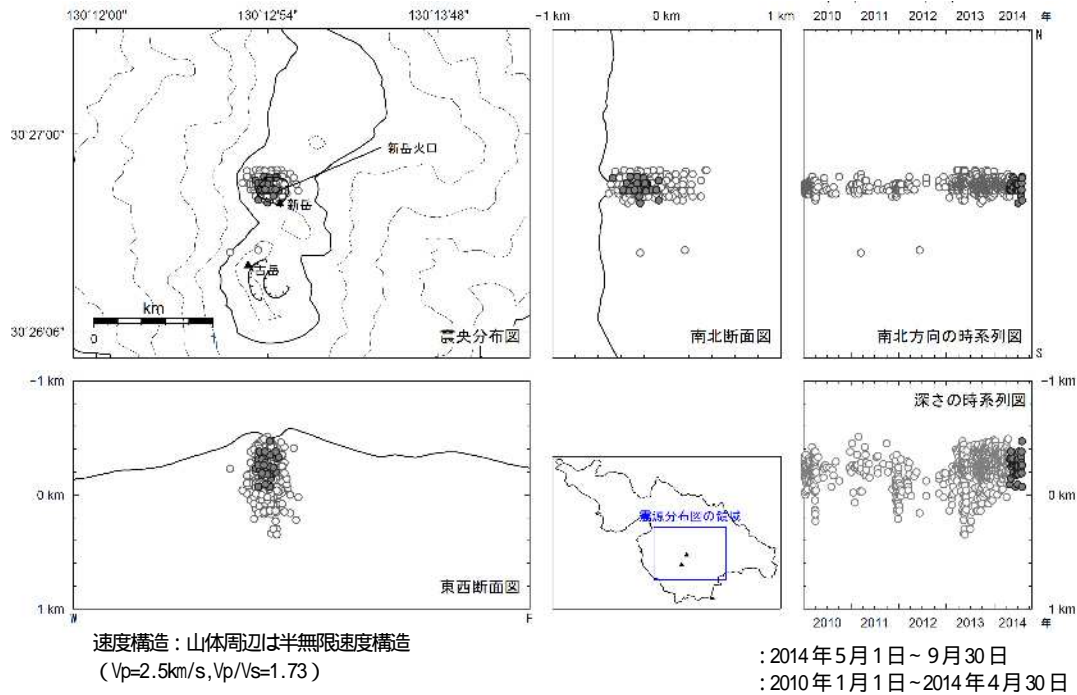 130˚12'00" 130˚12'54" 130˚13'48"
-1 km 0 km 1 km
2010 2011 2012 2013 2014 年
30˚27'00"
30˚26'06"
新岳火口
新岳
古岳
km
0 1
震央分布図
南北断面図
N
S
南北方向の時系列図
-1 km
0 km
1 km
W E
東西断面図
震源分布図の領域
深さの時系列図
-1 km
0 km
1 km
2010 2011 2012 2013 2014 年
速度構造：山体周辺は半無限速度構造
（Vp=2.5km/s,Vp/Vs=1.73）
：2014年5月1日～9月30日
：2010年1月1日～2014年4月30日